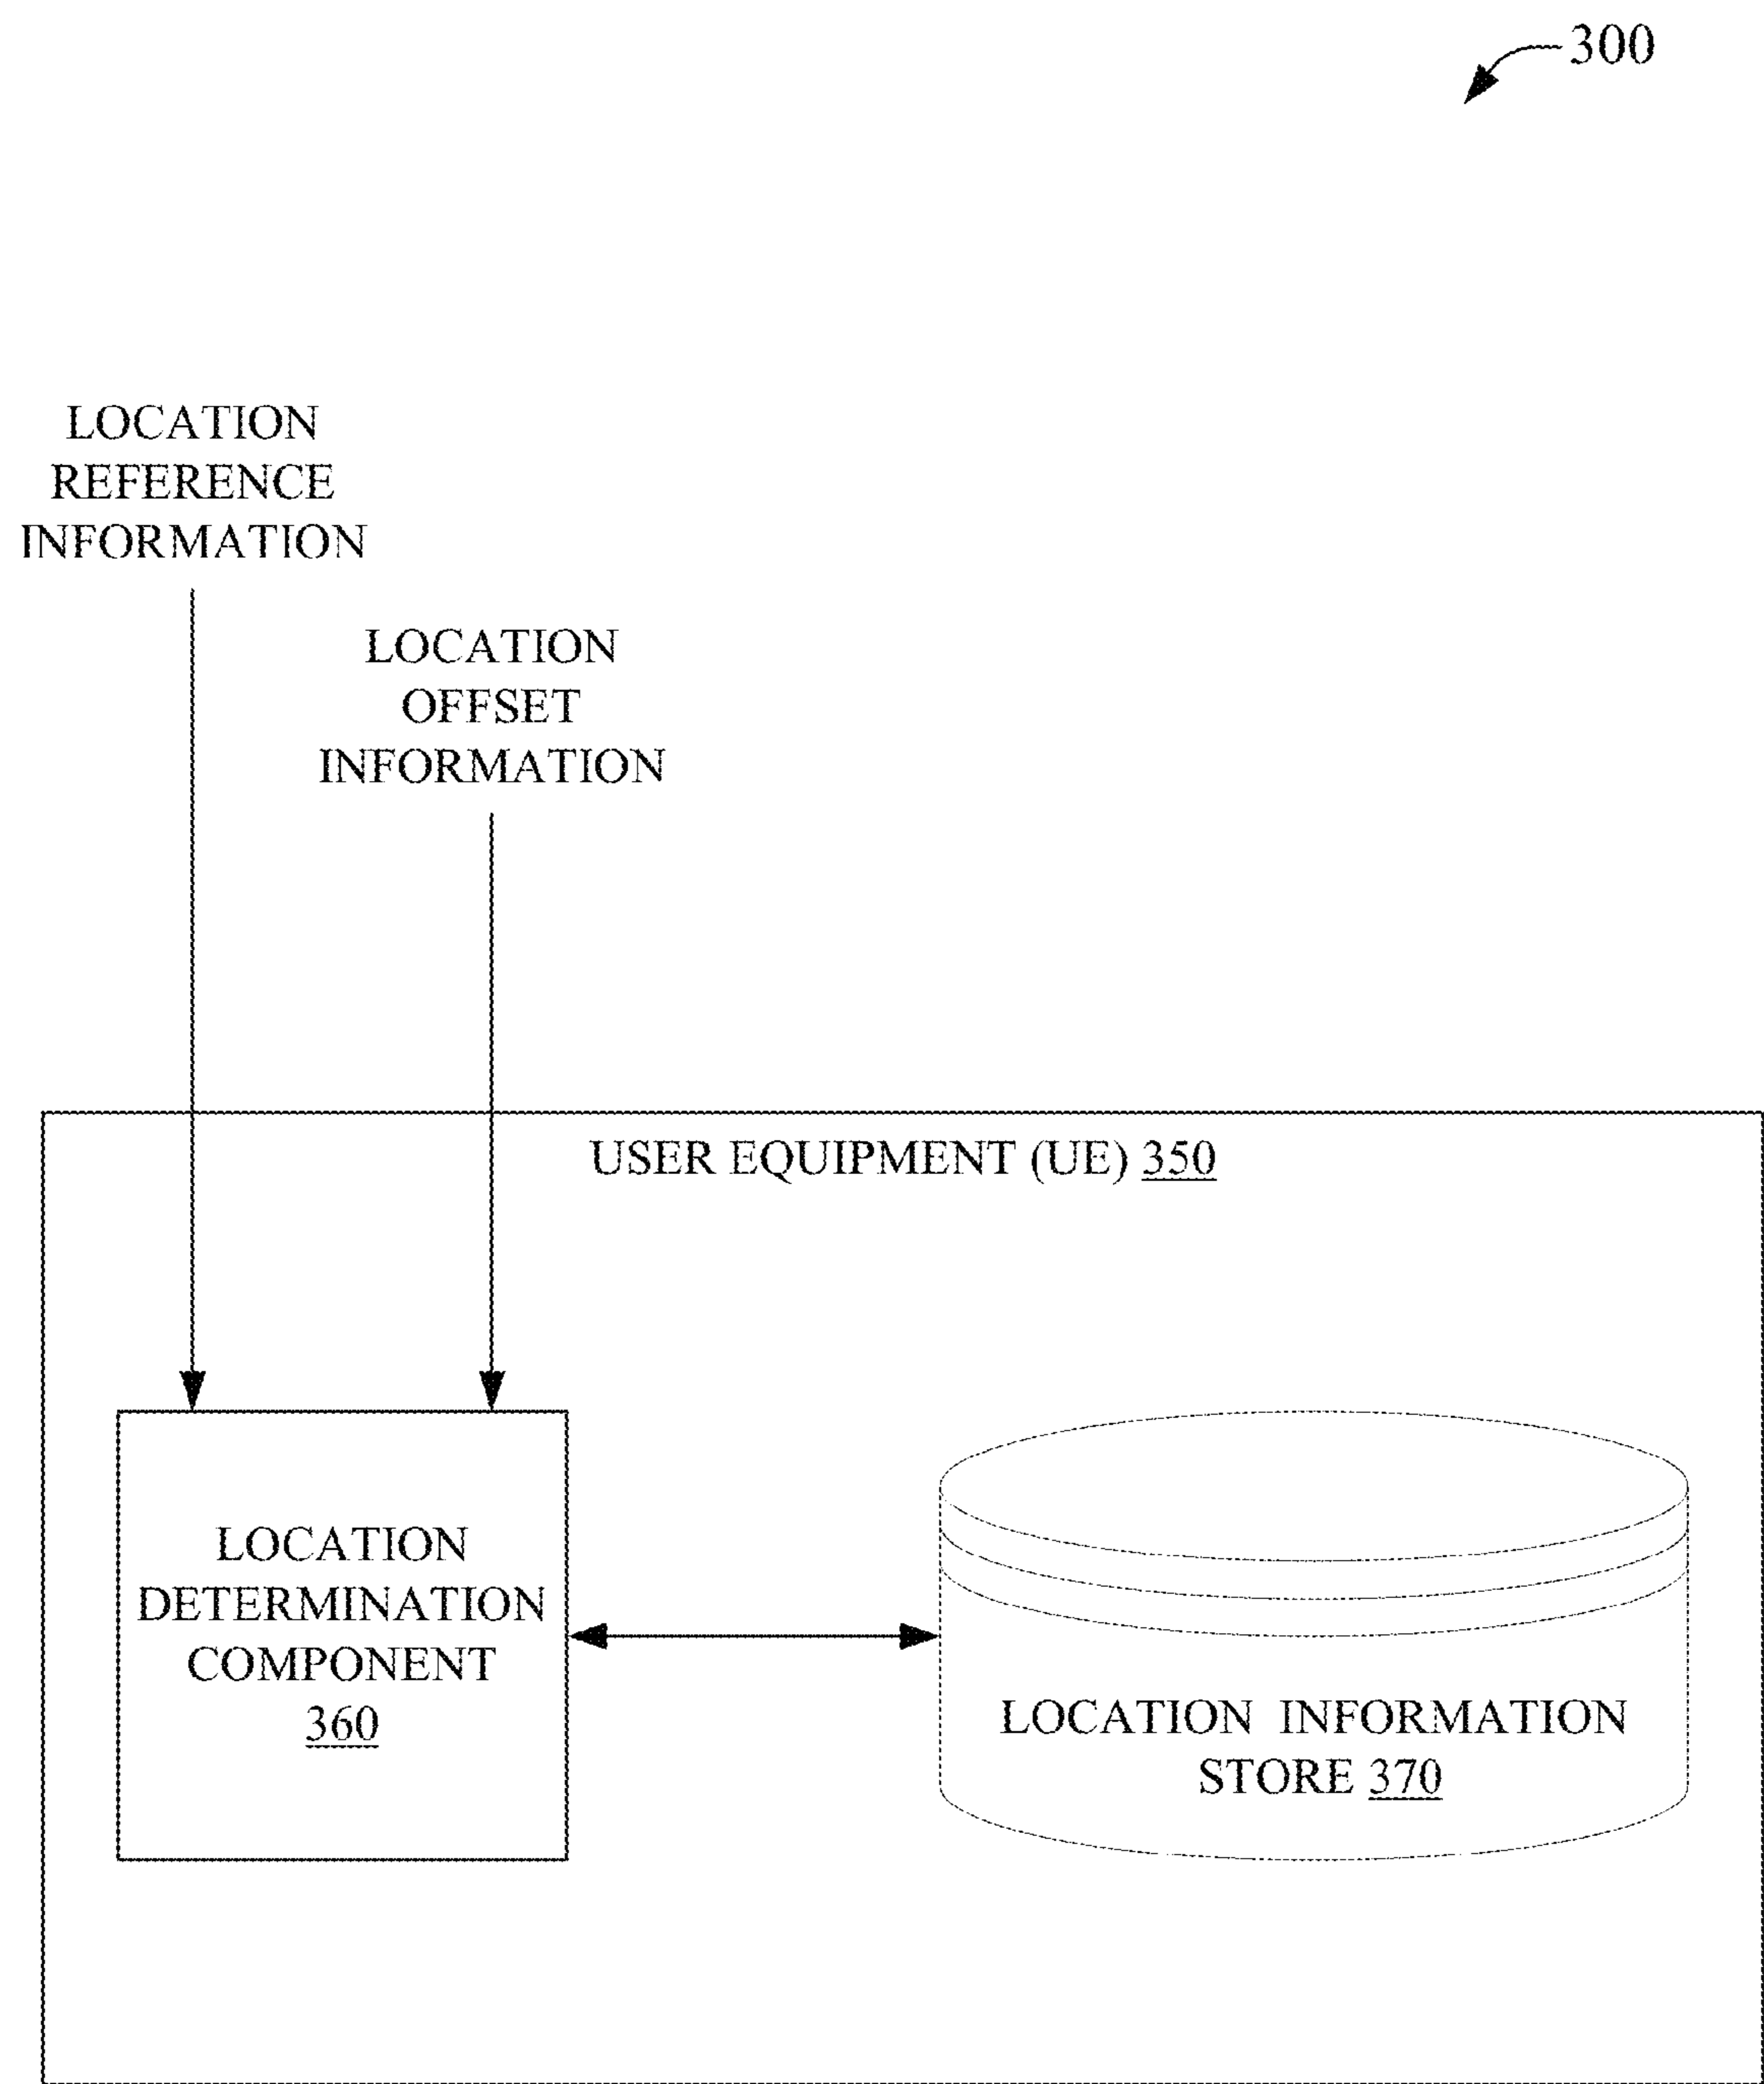 300
LOCATION
REFERENCE
INFORMATION
LOCATION
OFFSET
INFORMATION
USER EQUIPMENT (UE) 350
LOCATION
DETERMINATION
COMPONENT
360
LOCATION INFORMATION
STORE 370